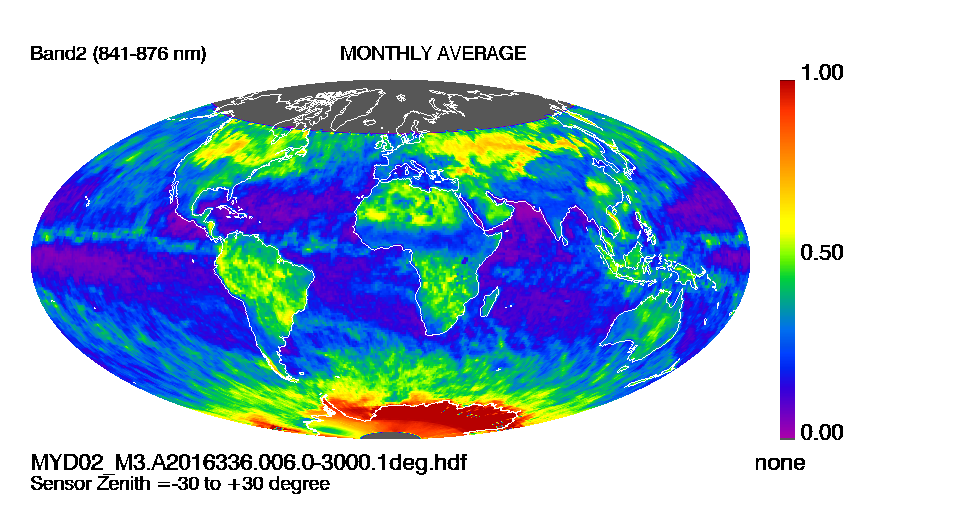 Band2 (841-876 nm)
MONTHLY AVERAGE
1.00
0.50
0.00
MYD02_M3.A2016336.006.0-3000.1deg.hdf
none
Sensor Zenith =-30 to +30 degree